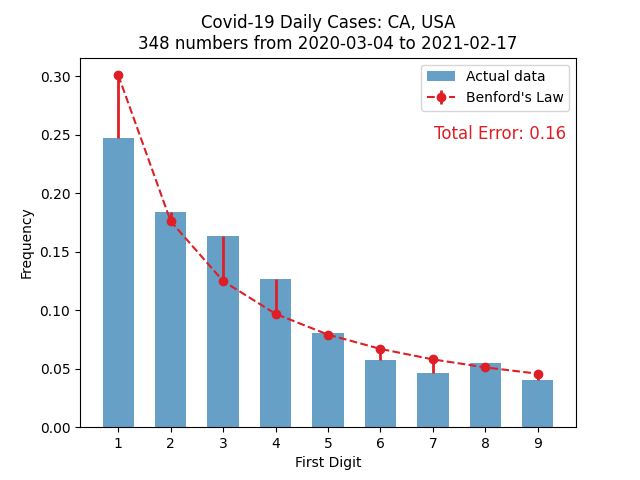 Covid-19 Daily Cases: CA, USA
348 numbers from 2020-03-04 to 2021-02-17
Actual data
Benford's Law
Total Error: 0.16
Frequency
0.30
0.25
0.20
0.15
0.10
0.05
0.00
1 2 3 4 5 6 7 8 9
First Digit